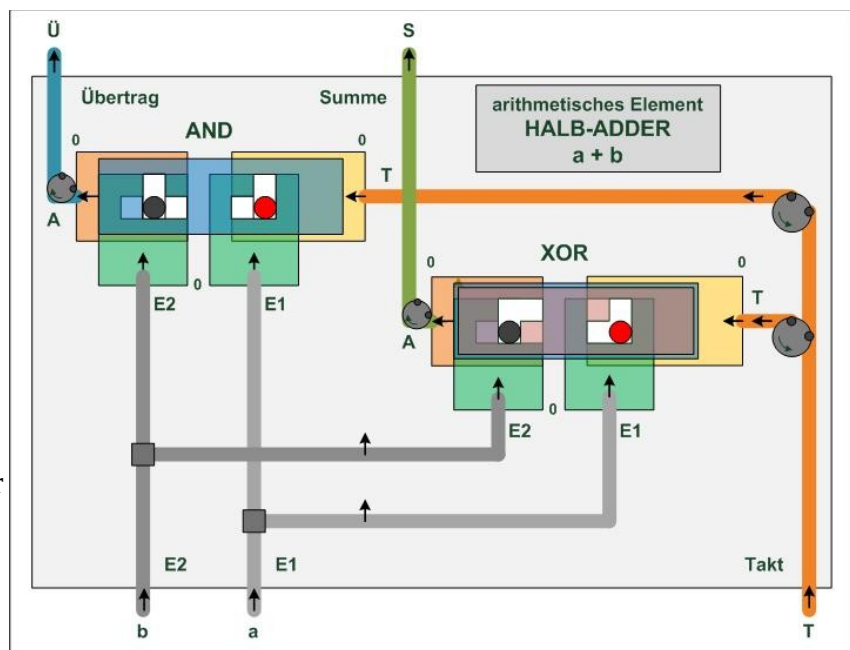 Ü
S
Übertrag
Summe
arithmetisches Element
HALB-ADDER
a + b
0
AND
0
T
A
E2
0
E1
XOR
0
0
T
A
E2
0
E1
E2
E1
Takt
b
a
T